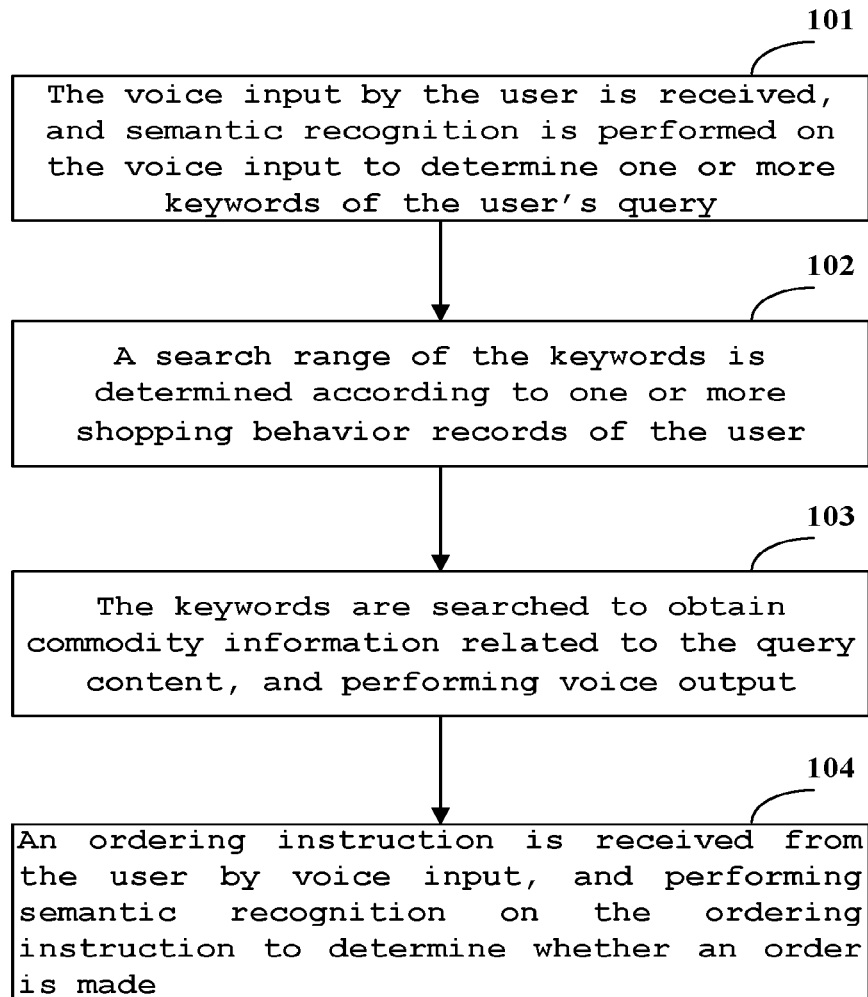 101
The voice input by the user is received,
and semantic recognition is performed on
the voice input to determine one or more
keywords of the user's query
102
A search range of the keywords is
determined according to one or more
shopping behavior records of the user
103
The keywords are searched to obtain
commodity information related to the query
content, and performing voice output
104
An ordering instruction is received from
the user by voice input, and performing
semantic recognition on the ordering
instruction to determine whether an order
is made